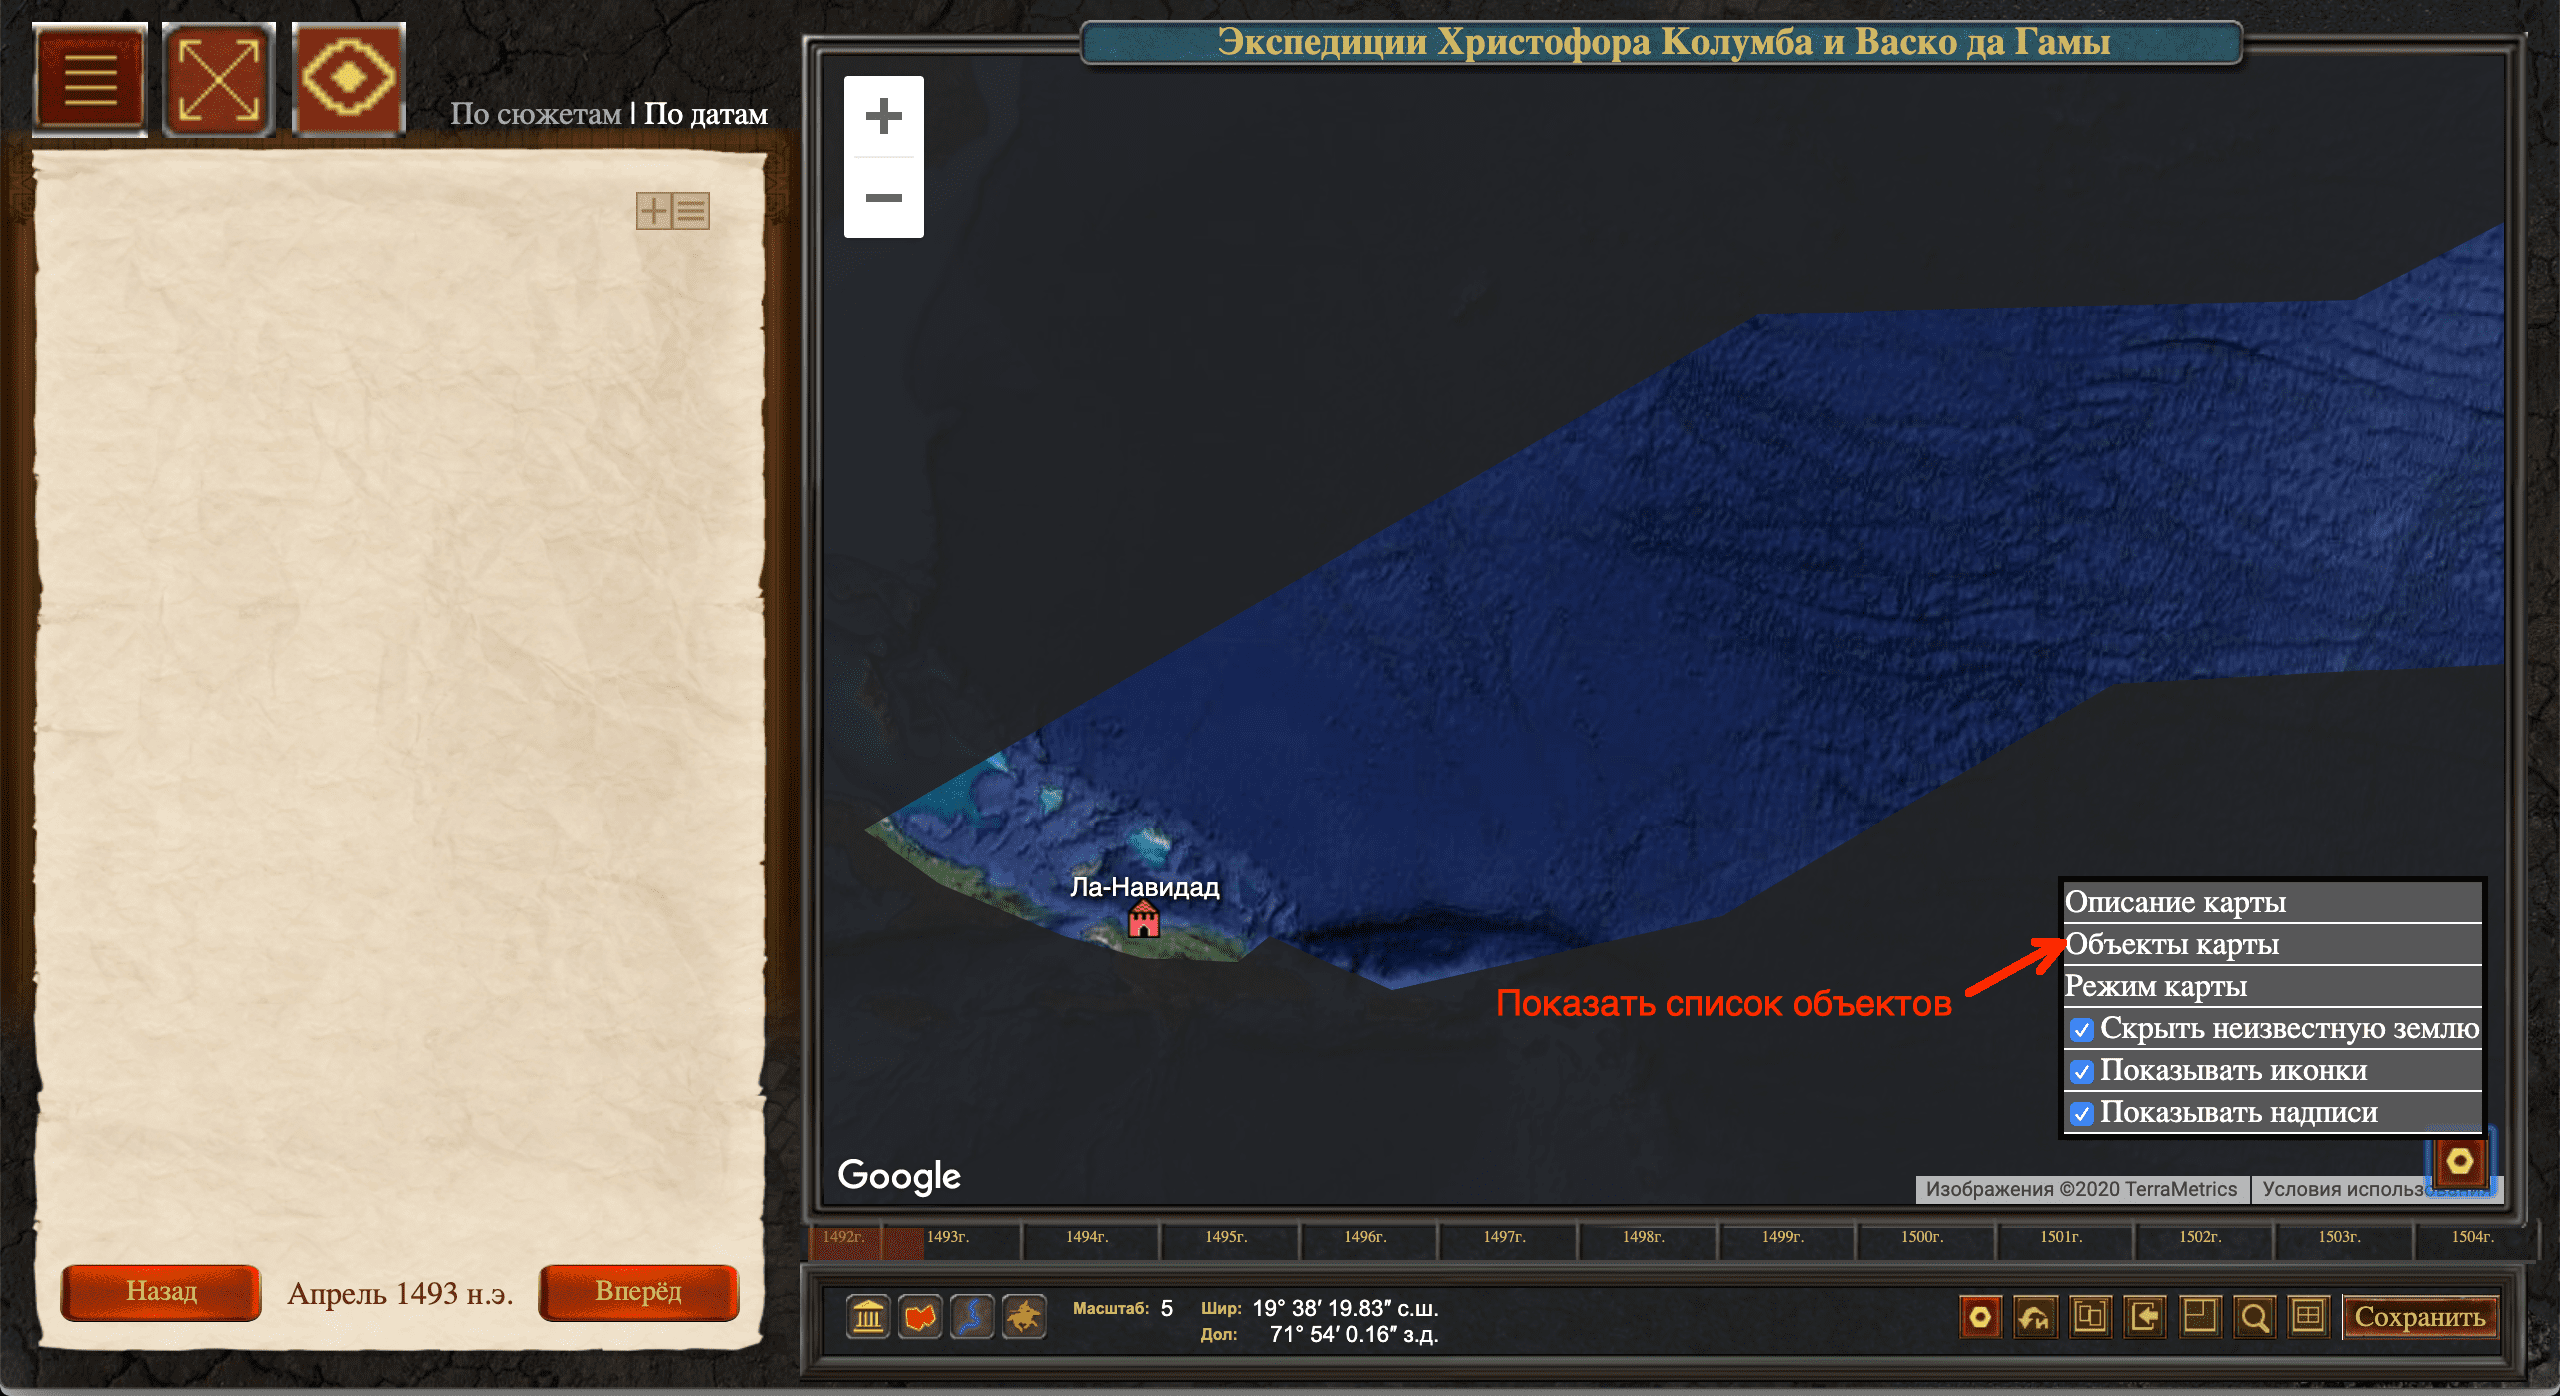 Экспедиции Христофора Колумба и Васко да Гамы
По сюжетам | По датам
Ла-Навидад
Описание карты
Объекты карты
Режим карты
Скрыть неизвестную землю
Показывать иконки
Показывать надписи
Показать список объектов
Google
Изображения ©2020 TerraMetrics
Условия использ
1492г. 1493г. 1494г. 1495г. 1496г. 1497г. 1498г. 1499г. 1500г. 1501г. 1502г. 1503г. 1504г.
Назад Апрель 1493 н.э. Вперёд
Масштаб: 5 Шир: 19° 38′ 19.83″ с.ш.
Дол: 71° 54′ 0.16″ з.д.
Сохранить